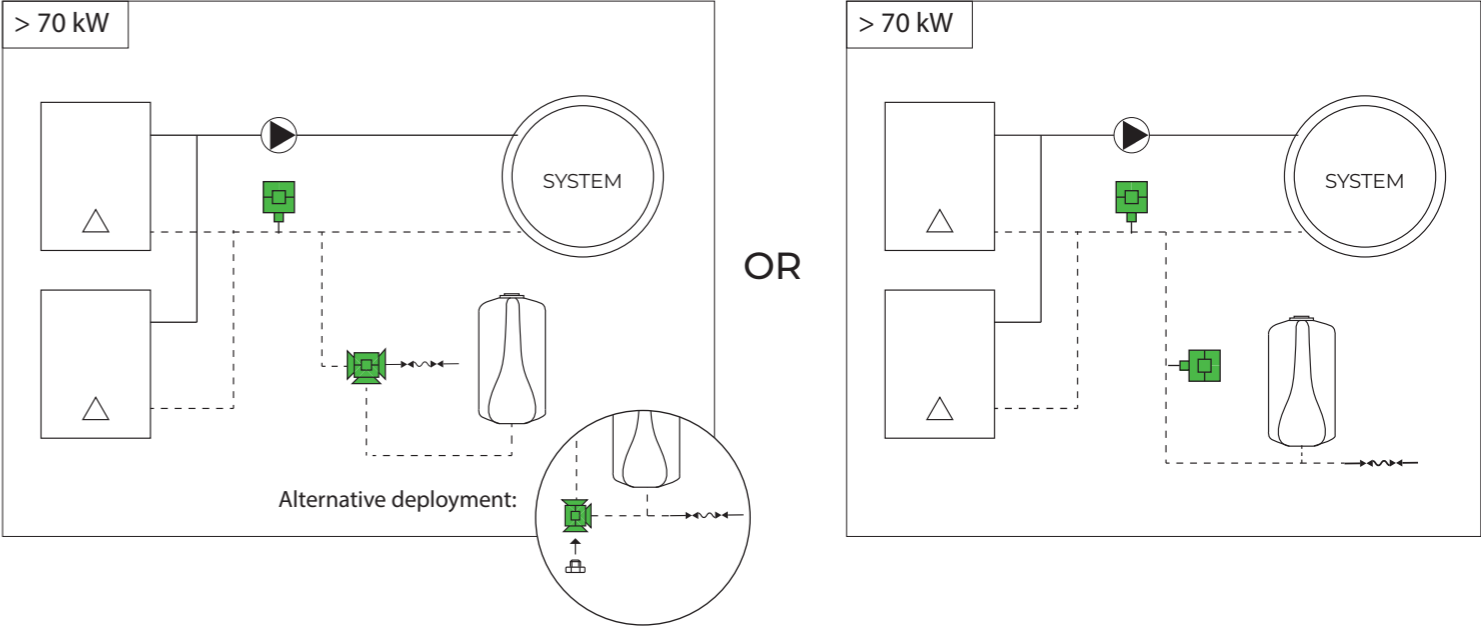 > 70 kW
SYSTEM
Alternative deployment:
OR
> 70 kW
SYSTEM